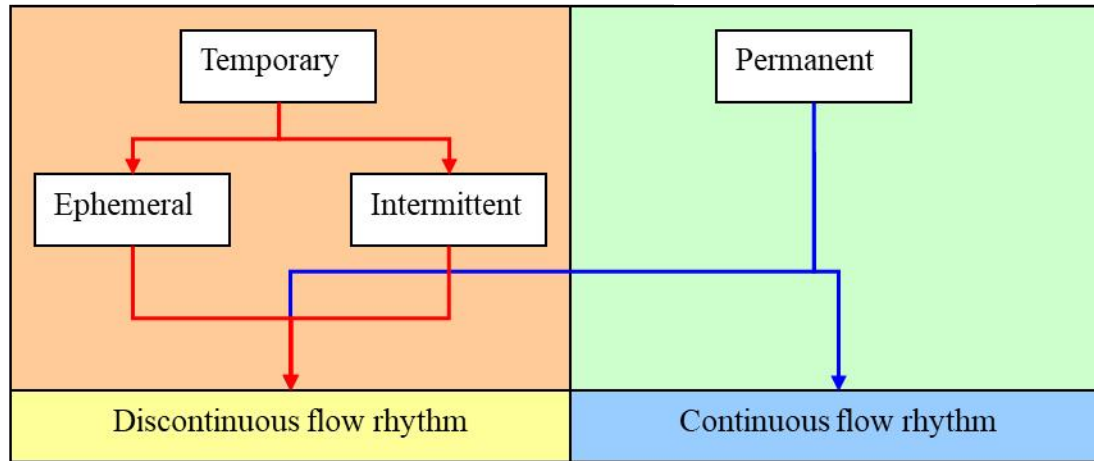 Temporary
Permanent
Ephemeral
Intermittent
Discontinuous flow rhythm
Continuous flow rhythm